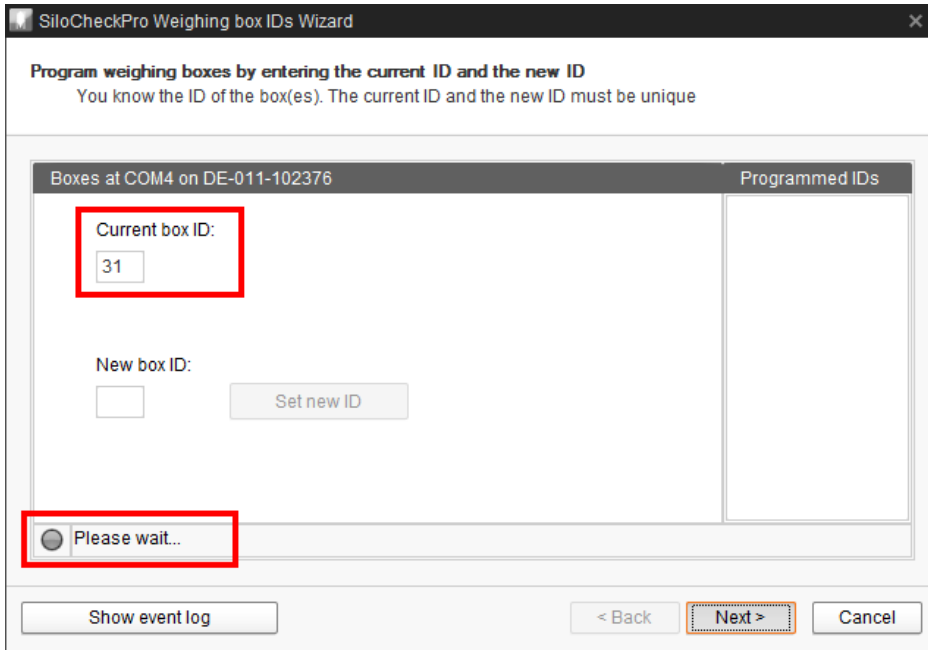 SiloCheckPro Weighing box IDs Wizard
Program weighing boxes by entering the current ID and the new ID
You know the ID of the box(es). The current ID and the new ID must be unique
Boxes at COM4 on DE-011-102376
Programmed IDs
Current box ID:
31
New box ID:
Set new ID
Please wait...
Show event log
< Back
Next >
Cancel